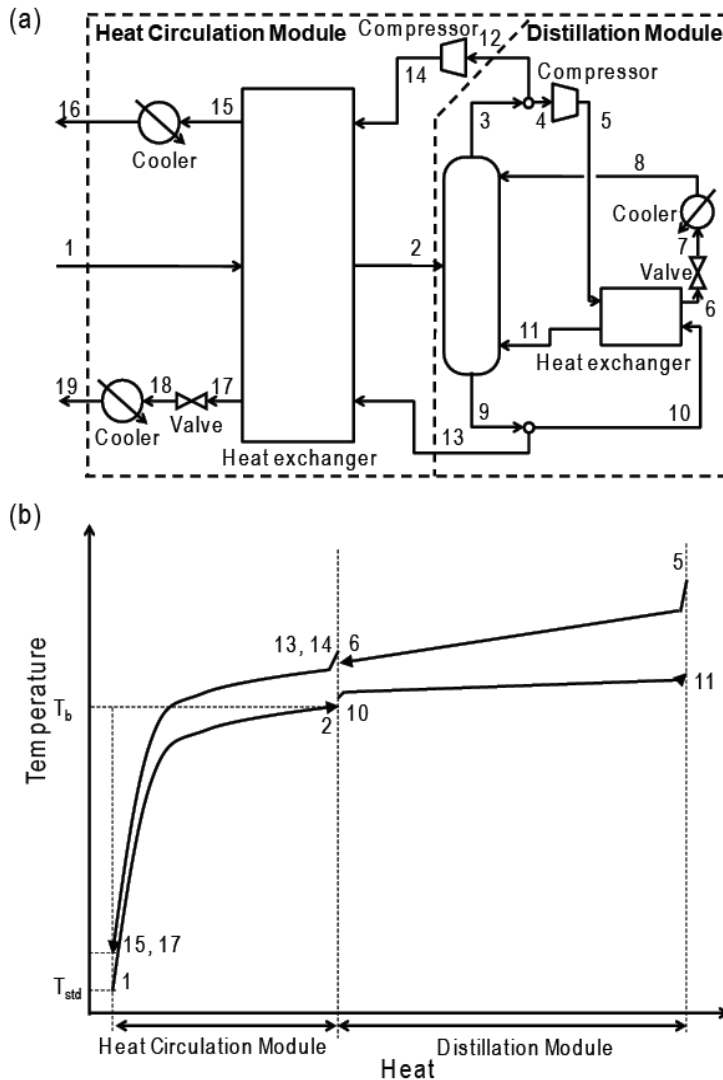 (a)
Heat Circulation Module
Compressor
12
Distillation Module
14
Compressor
16
15
3
4
5
Cooler
8
1
2
Cooler
7
Valve
6
11
Heat exchanger
19
18
17
9
10
Cooler
Valve
13
Heat exchanger
(b)
5
13, 14
6
Tb
11
2
10
Temperature
15, 17
1
Tstd
Heat Circulation Module
Distillation Module
Heat